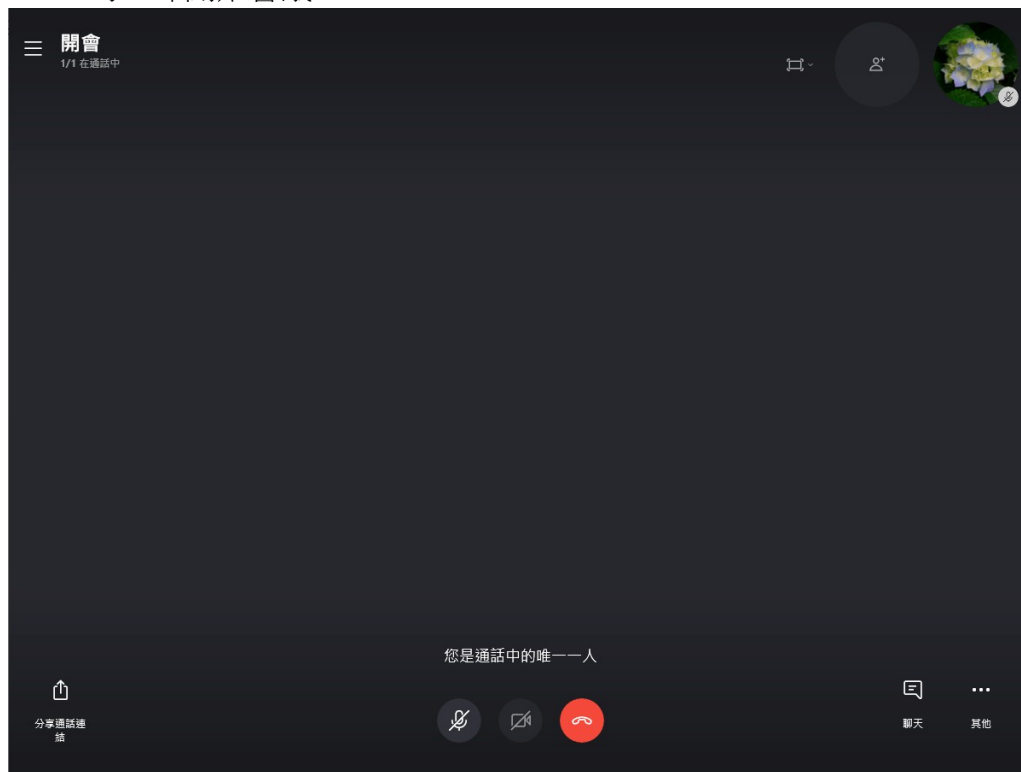 開會
1/1 在通話中
您是通話中的唯一一人
分享通話連
結
聊天
其他